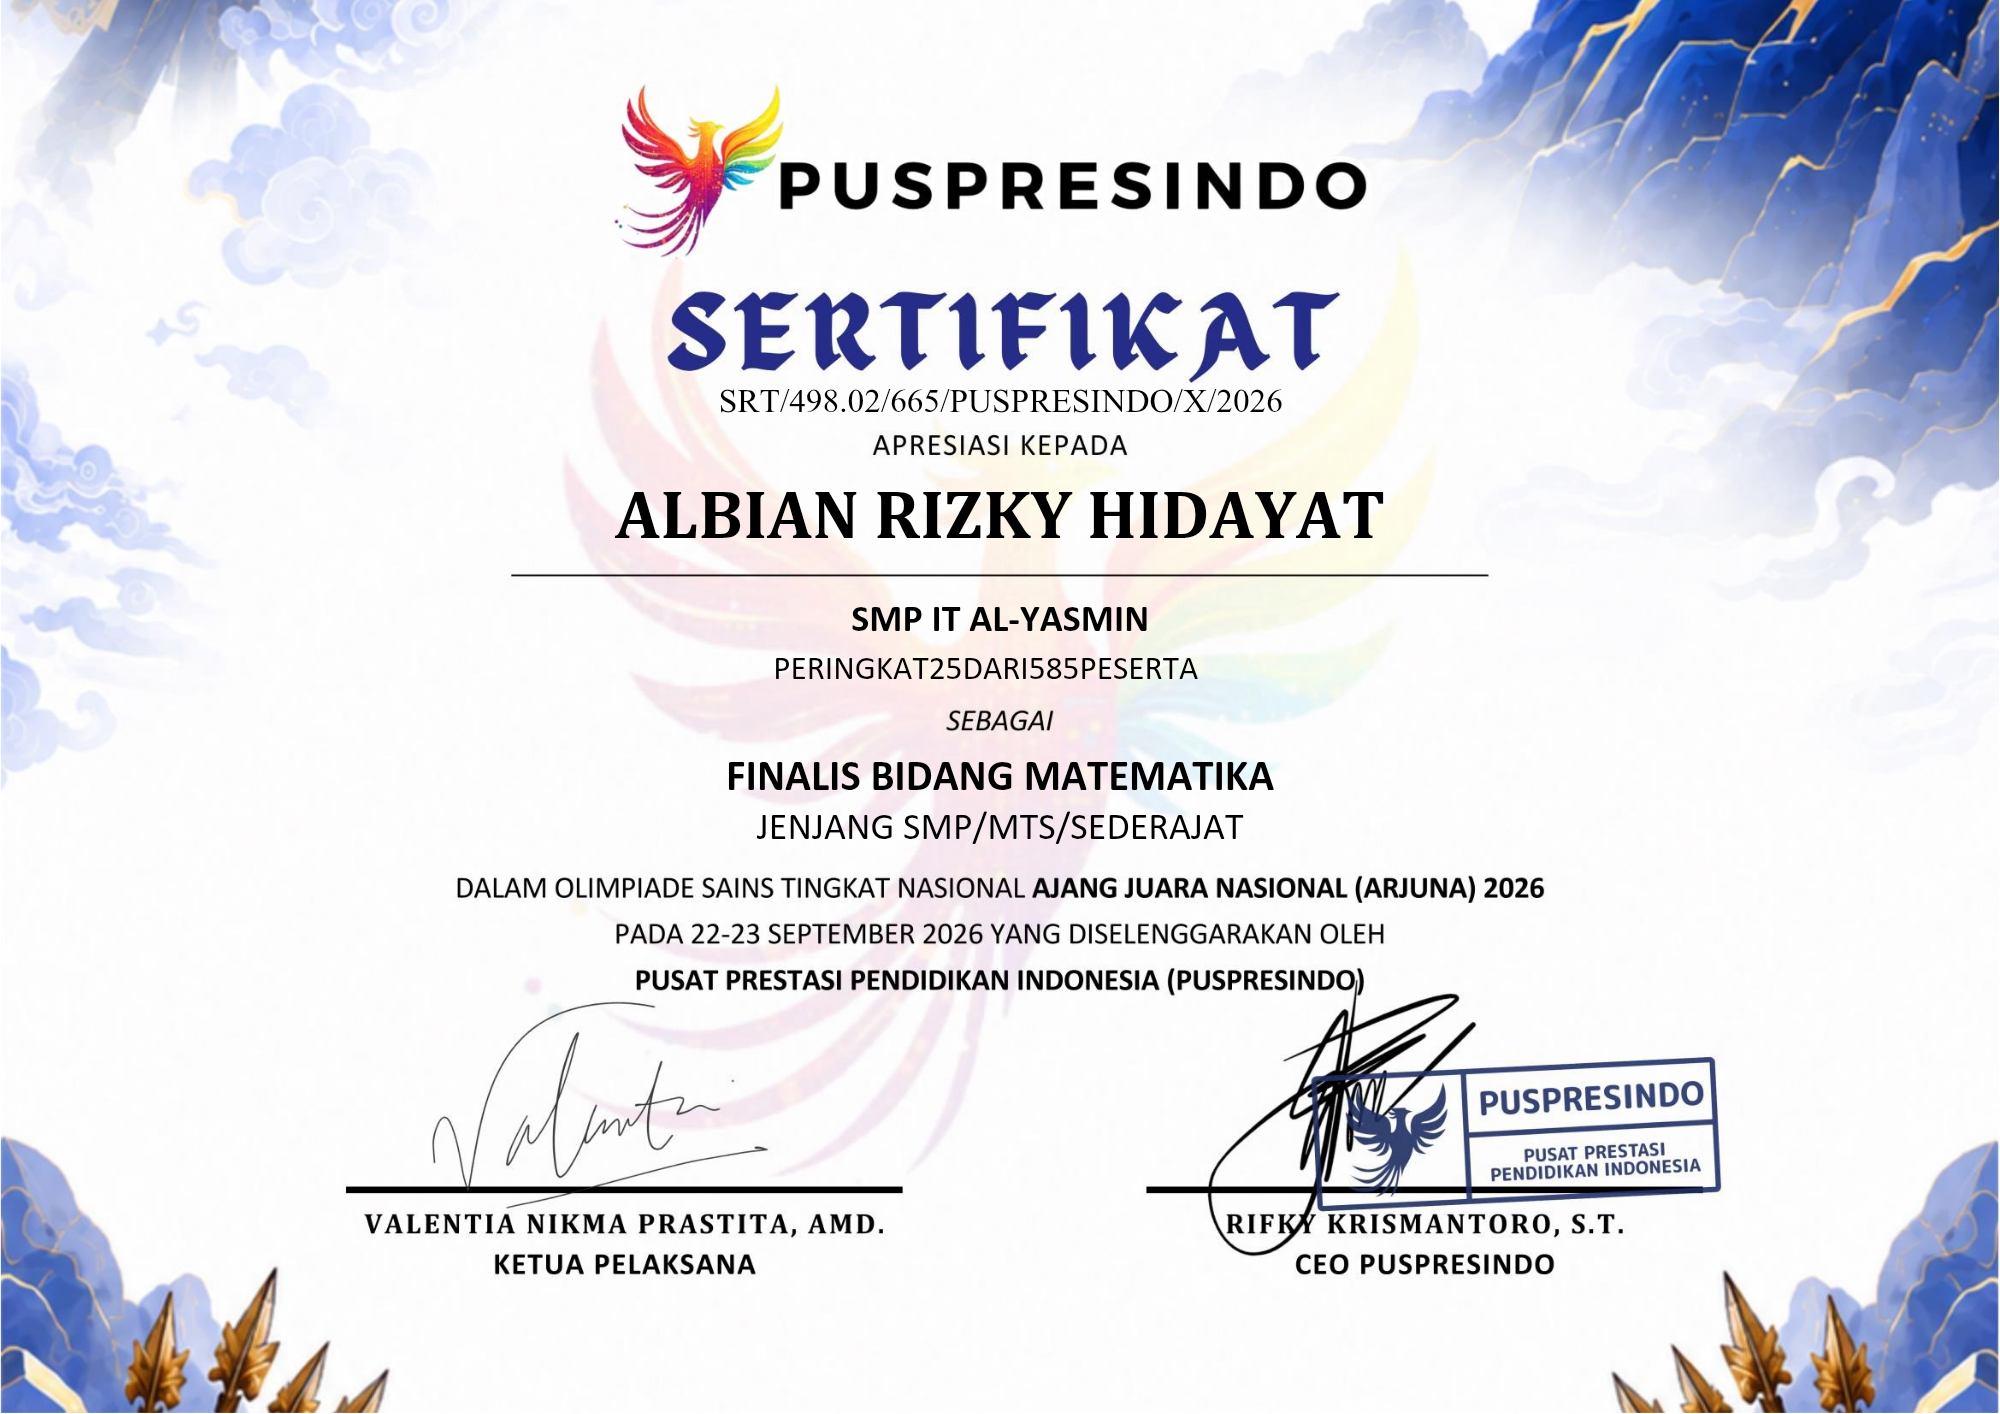 PUSPRESINDO
SERTIFIKAT
SRT/498.02/665/PUSPRESINDO/X/2026
APRESIASI KEPADA
ALBIAN RIZKY HIDAYAT
SMP IT AL-YASMIN
PERINGKAT25DARI585PESERTA
SEBAGAI
FINALIS BIDANG MATEMATIKA
JENJANG SMP/MTS/SEDERAJAT
DALAM OLIMPIADE SAINS TINGKAT NASIONAL AJANG JUARA NASIONAL (ARJUNA) 2026
PADA 22-23 SEPTEMBER 2026 YANG DISELENGGARAKAN OLEH
PUSAT PRESTASI PENDIDIKAN INDONESIA (PUSPRESINDO)
PUSPRESINDO
PUSAT PRESTASI
PENDIDIKAN INDONESIA
VALENTIA NIKMA PRASTITA, AMD.
KETUA PELAKSANA
RIFKY KRISMANTORO, S.T.
CEO PUSPRESINDO